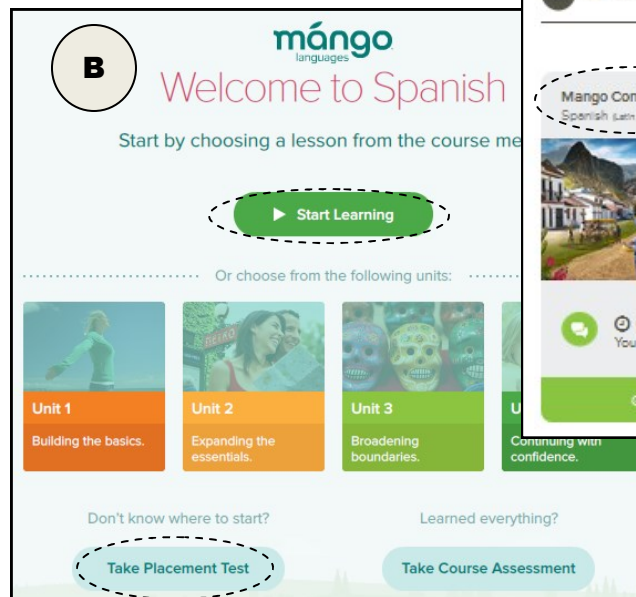 B
mángo
languages
Welcome to Spanish
Start by choosing a lesson from the course me
Start Learning
Or choose from the following units:
Unit 1
Building the basics.
Unit 2
Expanding the
essentials.
Unit 3
Broadening
boundaries.
U
Continuing with
confidence.
Don't know where to start?
Take Placement Test
Learned everything?
Take Course Assessment
Mango Con
Spanish (Latin
You